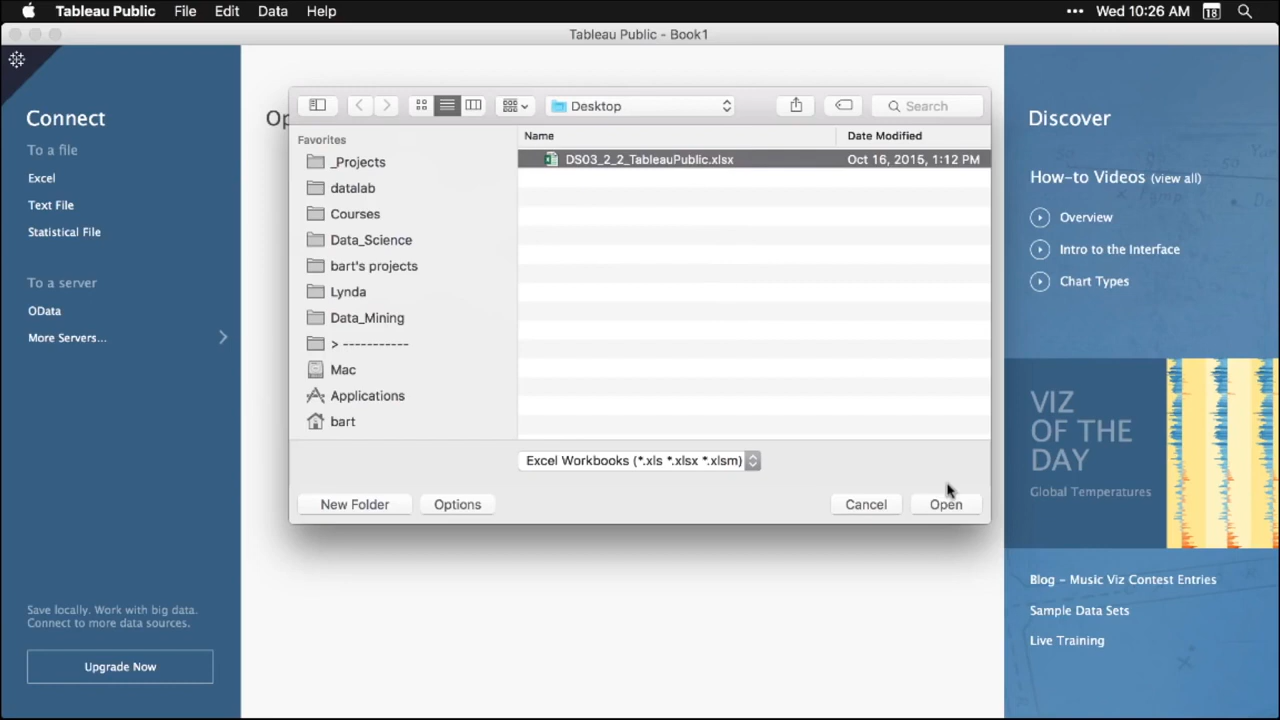 Tableau Public File Edit Data Help ••• Wed 10:26 AM 18
Tableau Public - Book1
Connect
To a file
Excel
Text File
Statistical File
To a server
OData
More Servers...
Save locally. Work with big data.
Connect to more data sources.
Upgrade Now
Op
Desktop
Search
Favorites
_Projects
datalab
Courses
Data_Science
bart's projects
Lynda
Data_Mining
> -----------
Mac
Applications
bart
Name Date Modified
DS03_2_2_TableauPublic.xlsx Oct 16, 2015, 1:12 PM
Excel Workbooks (*.xls *.xlsx *.xlsm)
New Folder Options Cancel Open
Discover
How-to Videos (view all)
Overview
Intro to the Interface
Chart Types
VIZ
OF THE
DAY
Global Temperatures
Blog - Music Viz Contest Entries
Sample Data Sets
Live Training